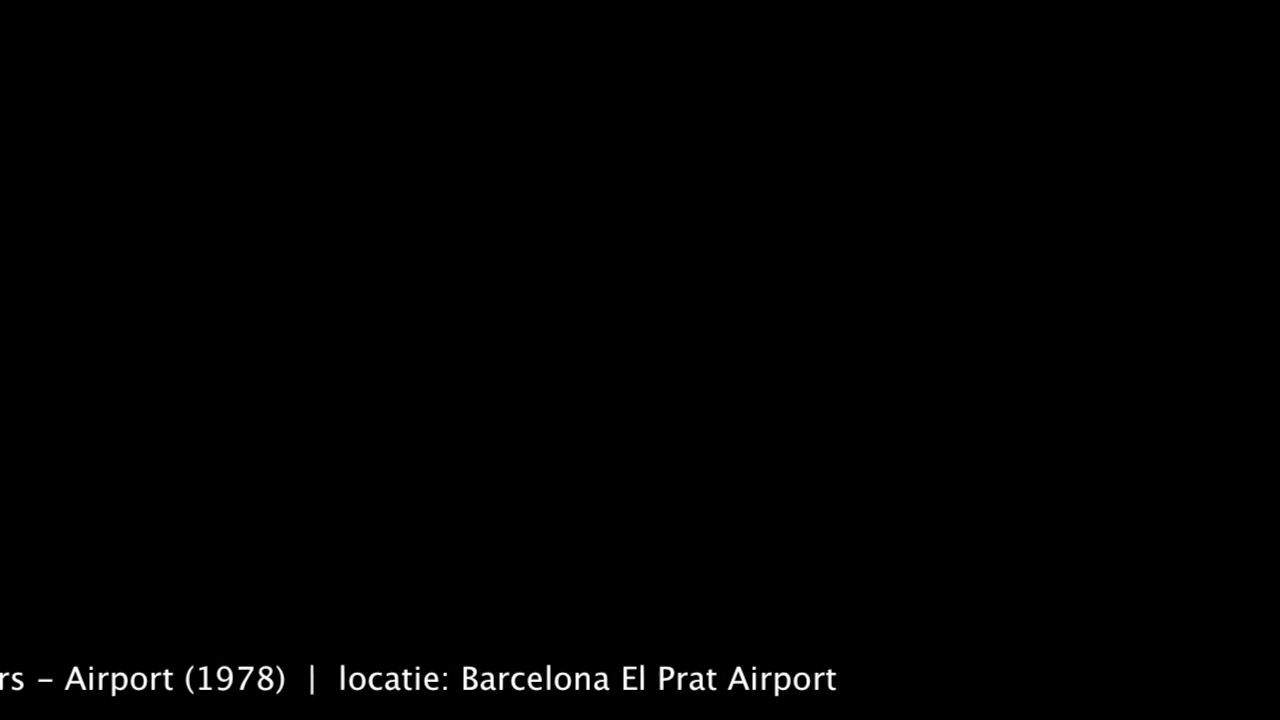 rs – Airport (1978) | locatie: Barcelona El Prat Airport